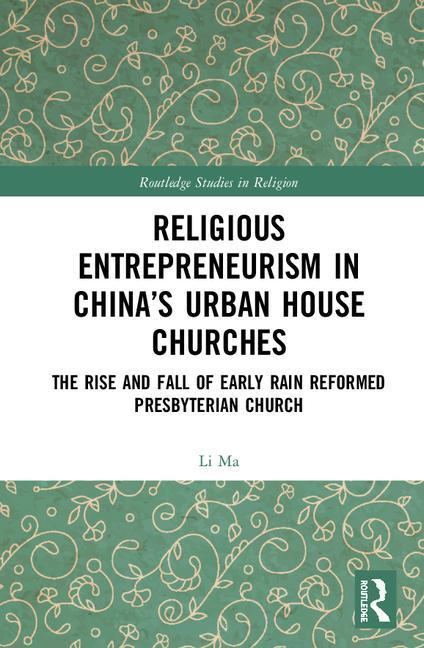 Routledge Studies in Religion
RELIGIOUS
ENTREPRENEURISM IN
CHINA'S URBAN HOUSE
CHURCHES
THE RISE AND FALL OF EARLY RAIN REFORMED
PRESBYTERIAN CHURCH
Li Ma
ROUTLEDGE